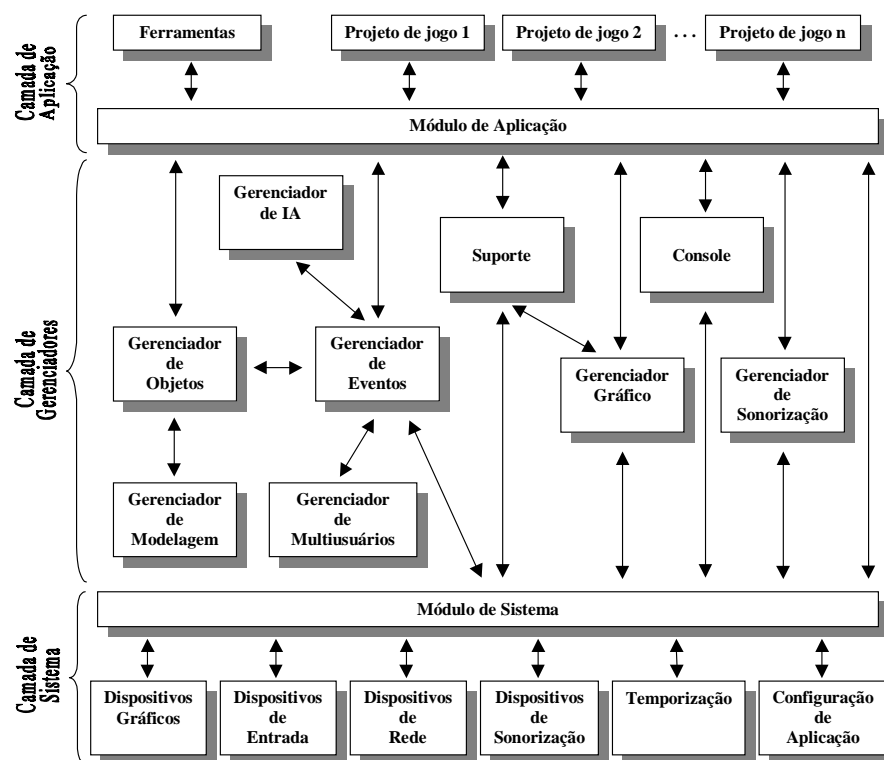 Camada de
Aplicação
Ferramentas
Projeto de jogo 1
Projeto de jogo 2
. . .
Projeto de jogo n
Módulo de Aplicação
Camada de
Gerenciadores
Gerenciador
de IA
Suporte
Console
Gerenciador
de
Objetos
Gerenciador
de
Eventos
Gerenciador
Gráfico
Gerenciador
de
Sonorização
Gerenciador
de
Modelagem
Gerenciador
de
Multiusuários
Camada de
Sistema
Módulo de Sistema
Dispositivos
Gráficos
Dispositivos
de
Entrada
Dispositivos
de
Rede
Dispositivos
de
Sonorização
Temporização
Configuração
de
Aplicação